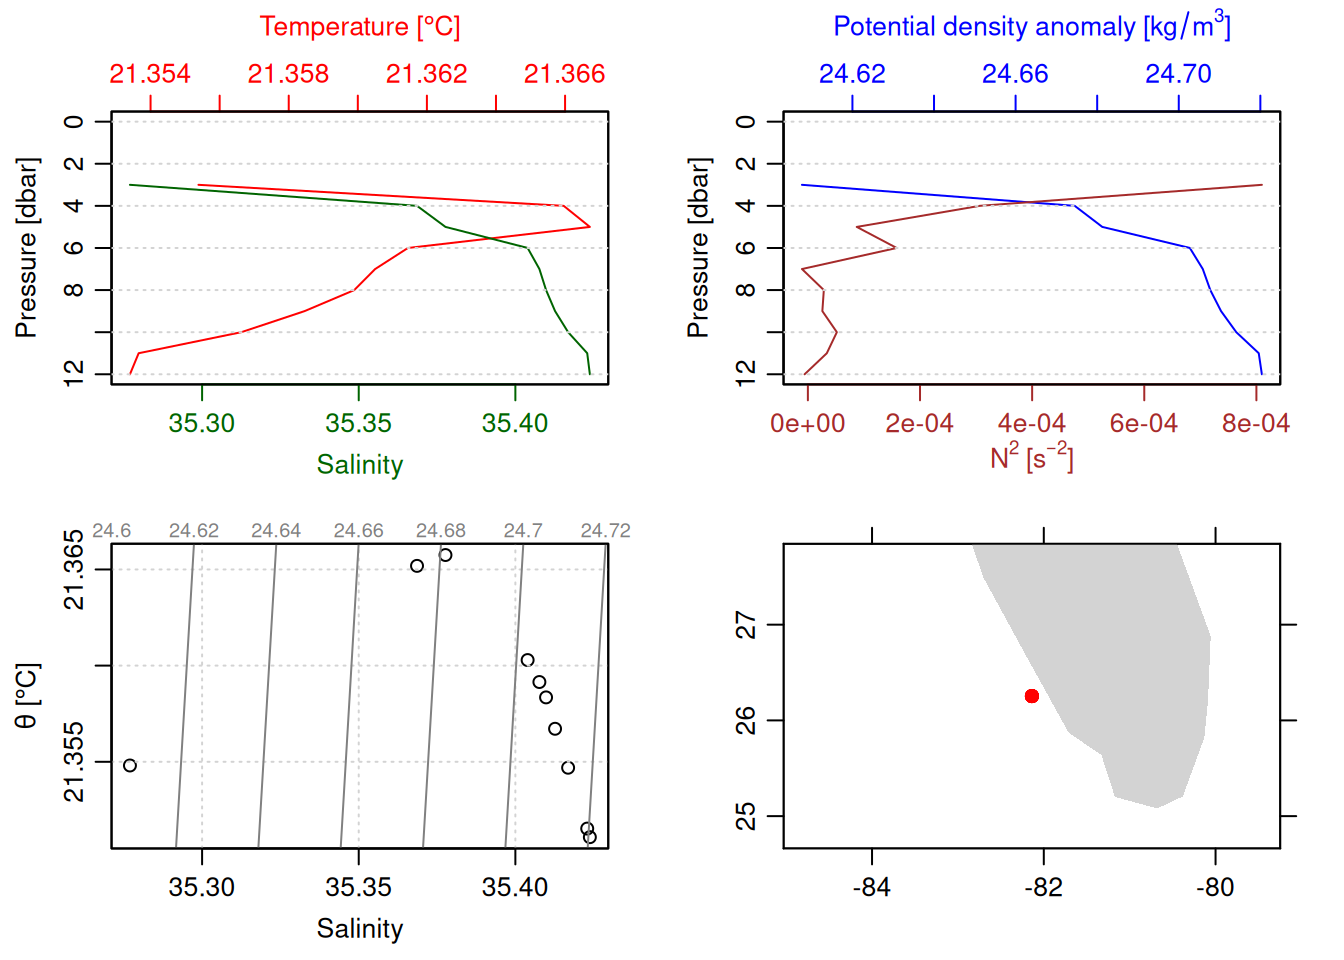 Temperature [°C]
21.354 21.358 21.362 21.366
Pressure [dbar]
0
2
4
6
8
12
35.30 35.35 35.40
Salinity
Potential density anomaly [kg/m³]
24.62 24.66 24.70
Pressure [dbar]
0
2
4
6
8
12
0e+00 2e-04 4e-04 6e-04 8e-04
N² [s⁻²]
24.6 24.62 24.64 24.66 24.68 24.7 24.72
θ [°C]
21.365
21.355
35.30 35.35 35.40
Salinity
27
26
25
-84 -82 -80